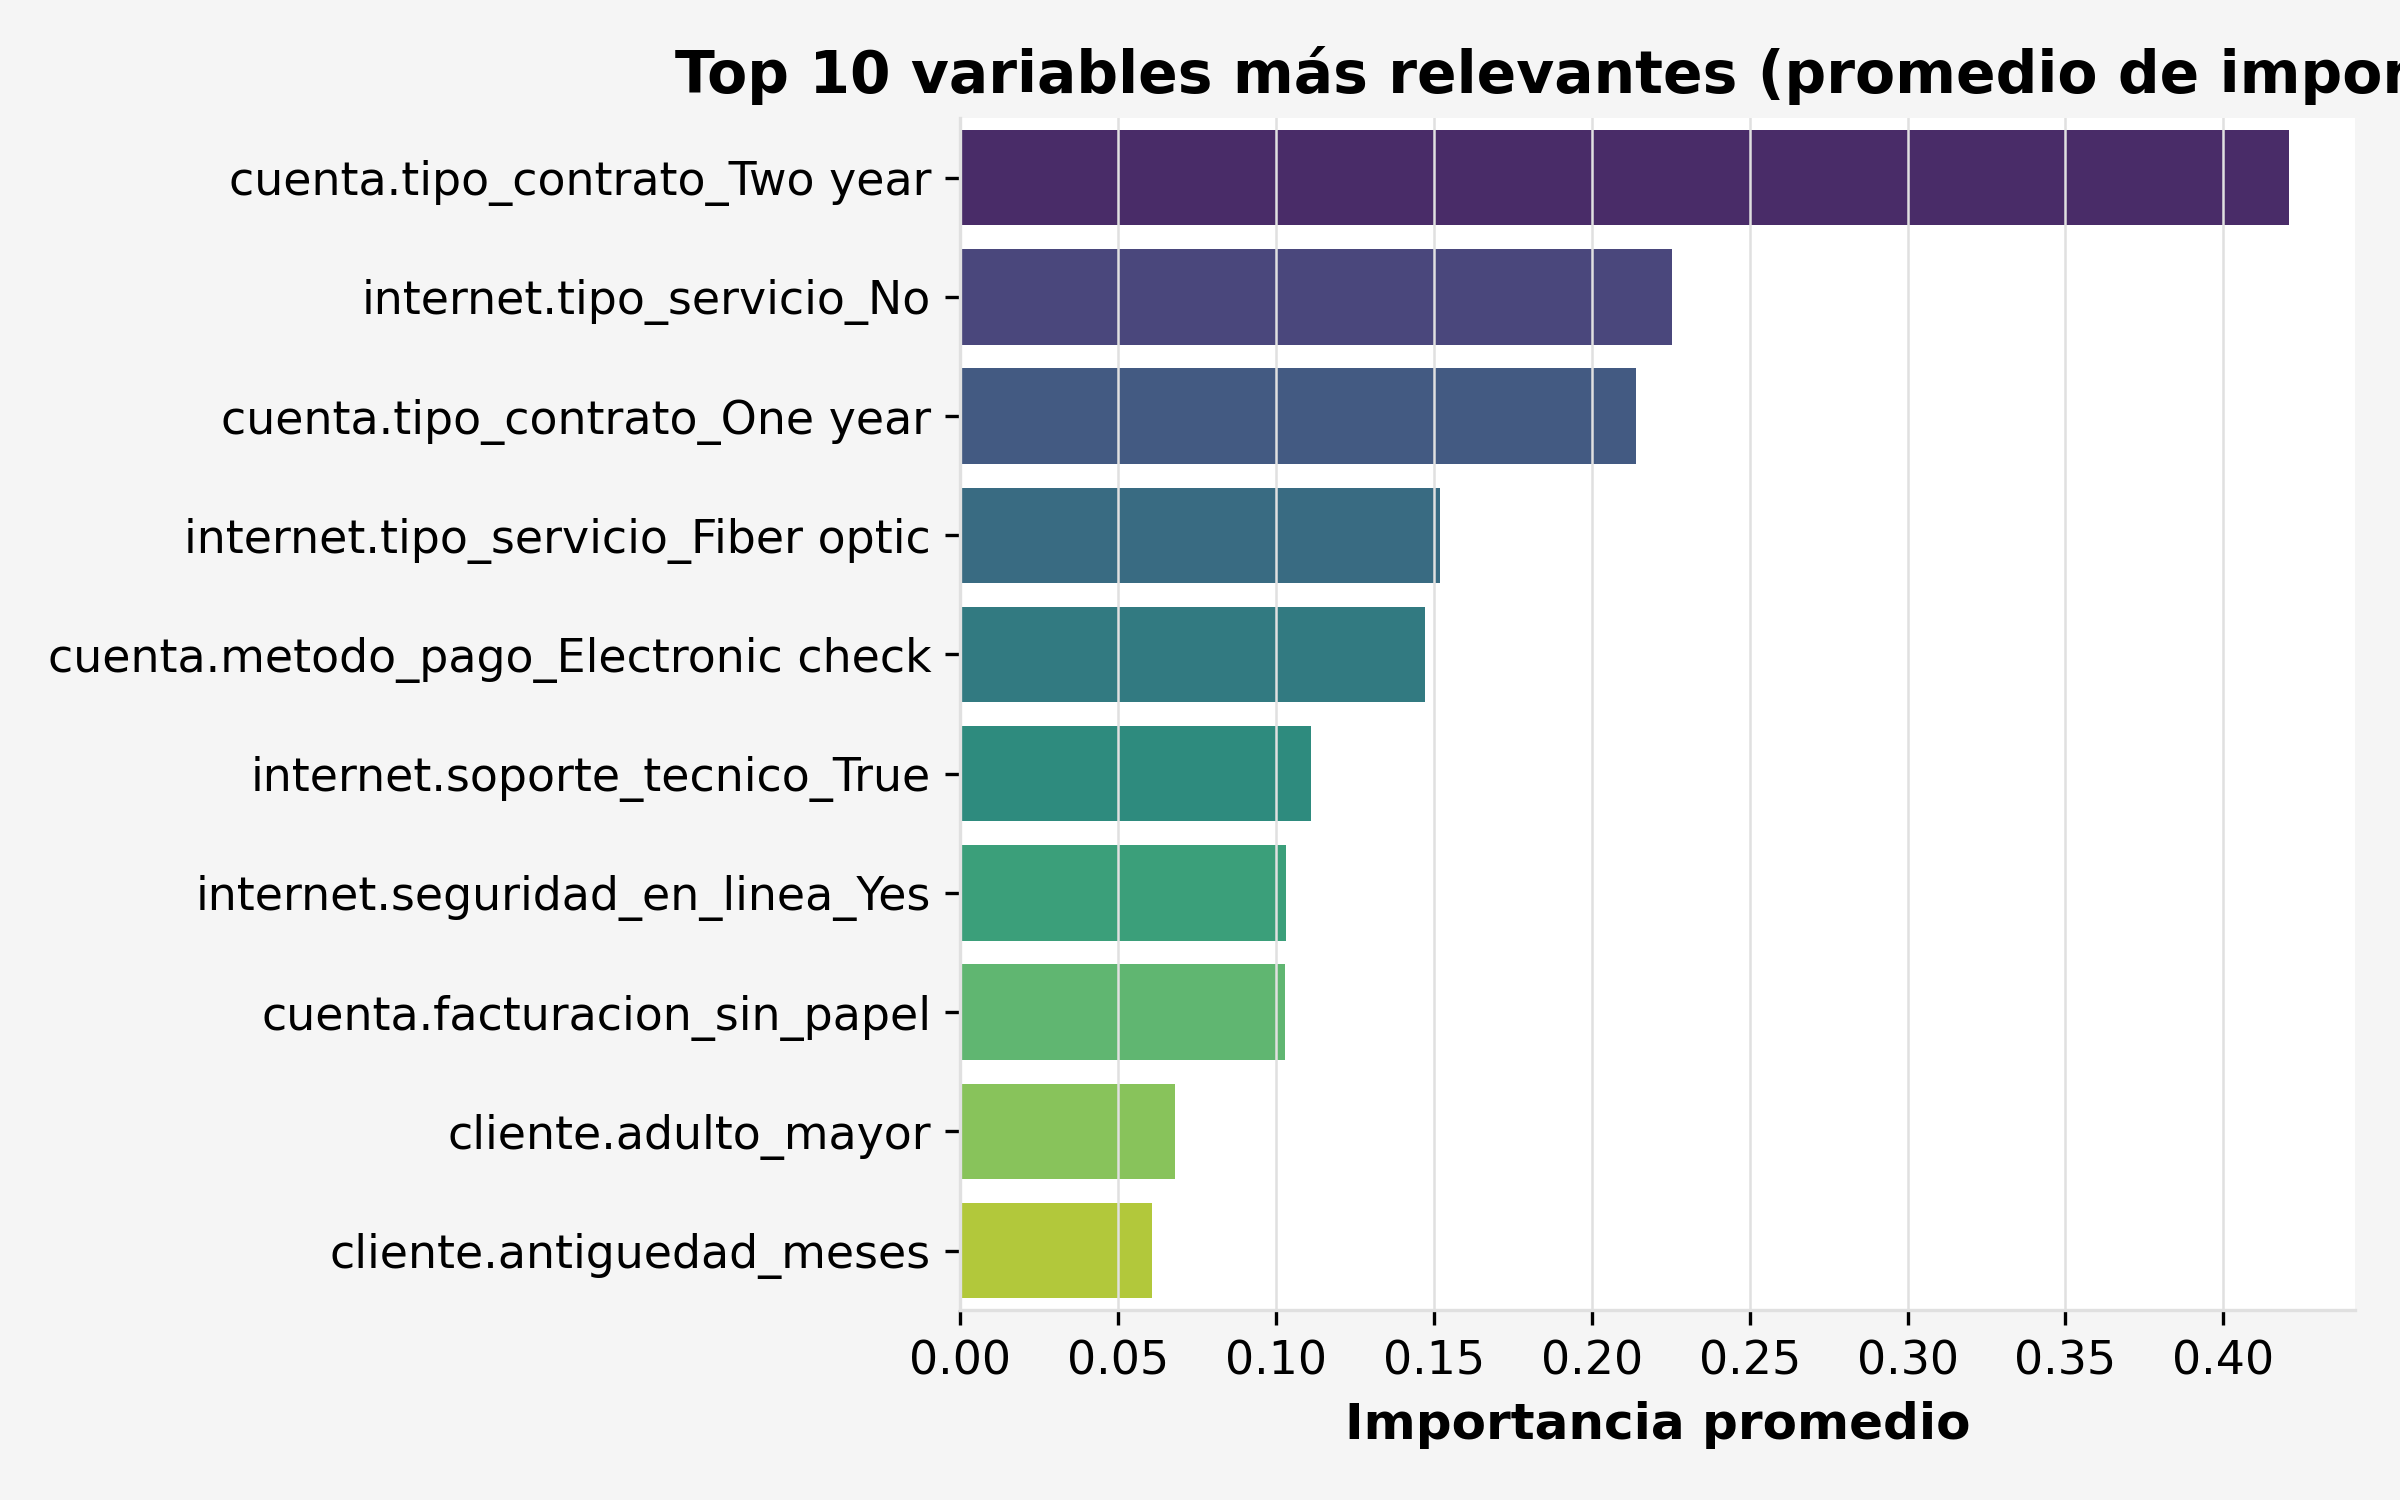 Top 10 variables más relevantes (promedio de impor
cuenta.tipo_contrato_Two year
internet.tipo_servicio_No
cuenta.tipo_contrato_One year
internet.tipo_servicio_Fiber optic
cuenta.metodo_pago_Electronic check
internet.soporte_tecnico_True
internet.seguridad_en_linea_Yes
cuenta.facturacion_sin_papel
cliente.adulto_mayor
cliente.antiguedad_meses
0.00 0.05 0.10 0.15 0.20 0.25 0.30 0.35 0.40
Importancia promedio